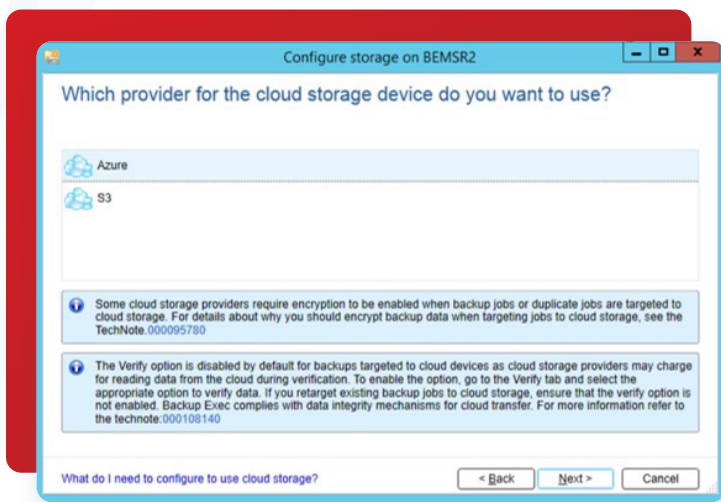 Configure storage on BEMSR2
Which provider for the cloud storage device do you want to use?
Azure
S3
Some cloud storage providers require encryption to be enabled when backup jobs or duplicate jobs are targeted to
cloud storage. For details about why you should encrypt backup data when targeting jobs to cloud storage, see the
TechNote.000095780
The Verify option is disabled by default for backups targeted to cloud devices as cloud storage providers may charge
for reading data from the cloud during verification. To enable the option, go to the Verify tab and select the
appropriate option to verify data. If you retarget existing backup jobs to cloud storage, ensure that the verify option is
not enabled. Backup Exec complies with data integrity mechanisms for cloud transfer. For more information refer to
the technote:000108140
What do I need to configure to use cloud storage?
< Back
Next >
Cancel